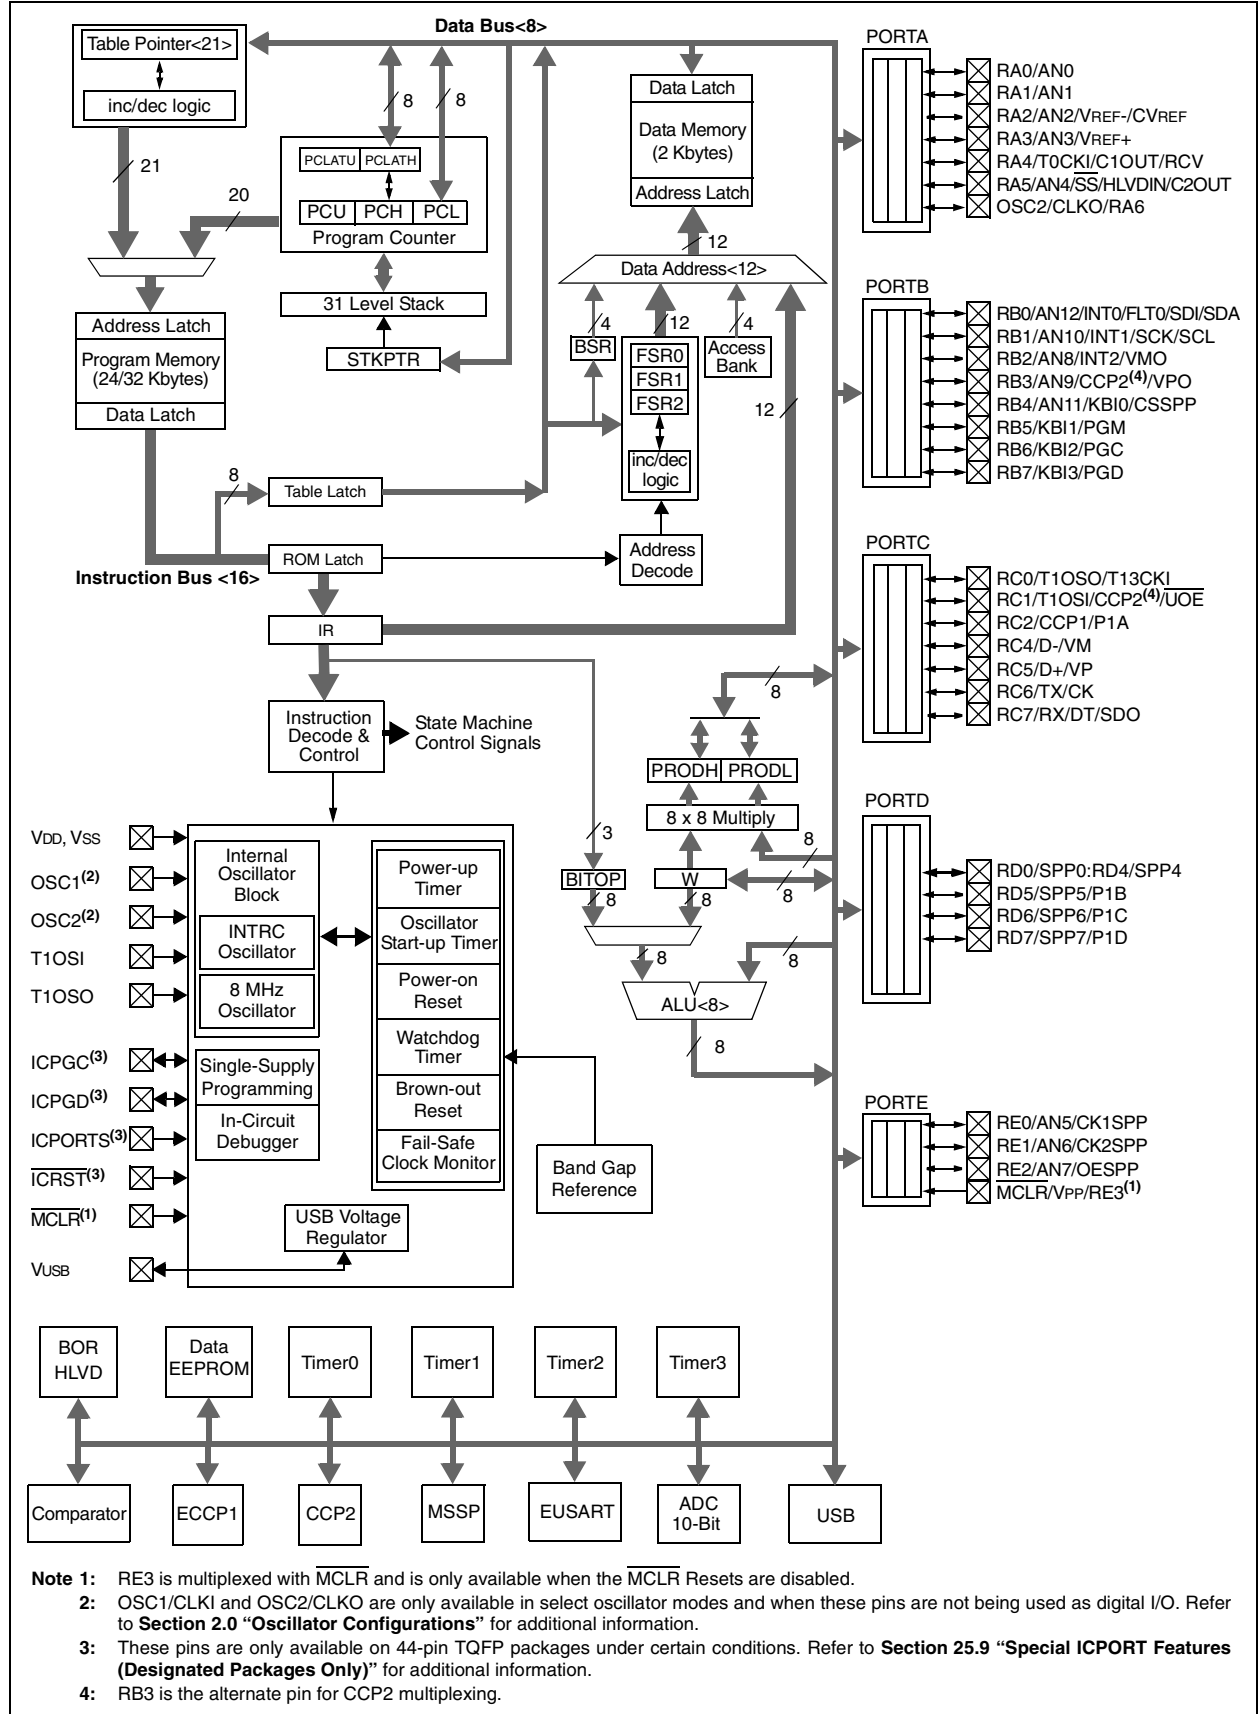 Data Bus<8>
Table Pointer<21>
inc/dec logic
21
20
8
8
PCLATU PCLATH
PCU PCH PCL
Program Counter
31 Level Stack
STKPTR
Address Latch
Program Memory
(24/32 Kbytes)
Data Latch
8
Table Latch
Instruction Bus <16>
ROM Latch
IR
Data Latch
Data Memory
(2 Kbytes)
Address Latch
12
Data Address<12>
4
12
4
BSR
FSR0
FSR1
FSR2
Access
Bank
12
inc/dec
logic
Address
Decode
Instruction
Decode &
Control
State Machine
Control Signals
8
PRODH PRODL
8 x 8 Multiply
3
8
BITOP
W
8
8
8
8
8
ALU<8>
8
VDD, VSS
OSC1(2)
OSC2(2)
T1OSI
T1OSO
ICPGC(3)
ICPGD(3)
ICPORTS(3)
ICRST(3)
MCLR(1)
VUSB
Internal
Oscillator
Block
INTRC
Oscillator
8 MHz
Oscillator
Single-Supply
Programming
In-Circuit
Debugger
Power-up
Timer
Oscillator
Start-up Timer
Power-on
Reset
Watchdog
Timer
Brown-out
Reset
Fail-Safe
Clock Monitor
Band Gap
Reference
USB Voltage
Regulator
PORTA
RA0/AN0
RA1/AN1
RA2/AN2/VREF-/CVREF
RA3/AN3/VREF+
RA4/T0CKI/C1OUT/RCV
RA5/AN4/SS/HLVDIN/C2OUT
OSC2/CLKO/RA6
PORTB
RB0/AN12/INT0/FLT0/SDI/SDA
RB1/AN10/INT1/SCK/SCL
RB2/AN8/INT2/VMO
RB3/AN9/CCP2(4)/VPO
RB4/AN11/KBI0/CSSPP
RB5/KBI1/PGM
RB6/KBI2/PGC
RB7/KBI3/PGD
PORTC
RC0/T1OSO/T13CKI
RC1/T1OSI/CCP2(4)/UOE
RC2/CCP1/P1A
RC4/D-/VM
RC5/D+/VP
RC6/TX/CK
RC7/RX/DT/SDO
PORTD
RD0/SPP0:RD4/SPP4
RD5/SPP5/P1B
RD6/SPP6/P1C
RD7/SPP7/P1D
PORTE
RE0/AN5/CK1SPP
RE1/AN6/CK2SPP
RE2/AN7/OESPP
MCLR/VPP/RE3(1)
BOR
HLVD
Data
EEPROM
Timer0
Timer1
Timer2
Timer3
Comparator
ECCP1
CCP2
MSSP
EUSART
ADC
10-Bit
USB
Note 1: RE3 is multiplexed with MCLR and is only available when the MCLR Resets are disabled.
2: OSC1/CLKI and OSC2/CLKO are only available in select oscillator modes and when these pins are not being used as digital I/O. Refer
to Section 2.0 “Oscillator Configurations” for additional information.
3: These pins are only available on 44-pin TQFP packages under certain conditions. Refer to Section 25.9 “Special ICPORT Features
(Designated Packages Only)” for additional information.
4: RB3 is the alternate pin for CCP2 multiplexing.